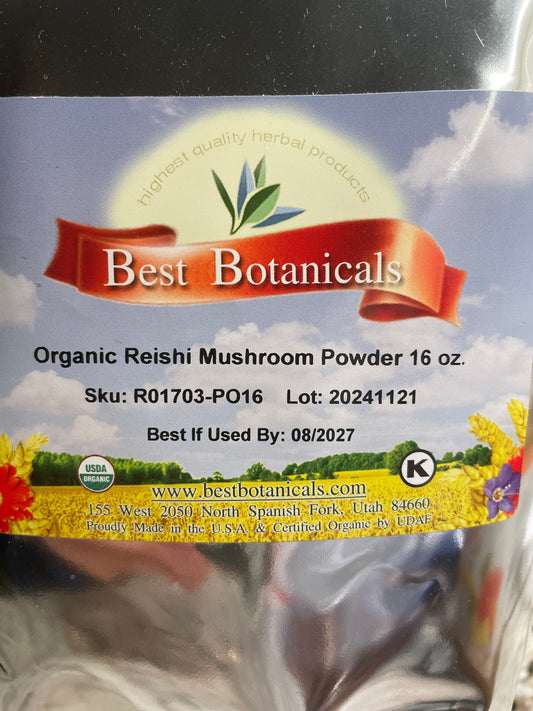 highest quality herbal products
Best Botanicals
Organic Reishi Mushroom Powder 16 oz.
Sku: R01703-PO16 Lot: 20241121
Best If Used By: 08/2027
USDA
ORGANIC
K
www.bestbotanicals.com
155 West 2050 North Spanish Fork, Utah 84660
Proudly Made in the U.S.A. & Certified Organic by UDAF